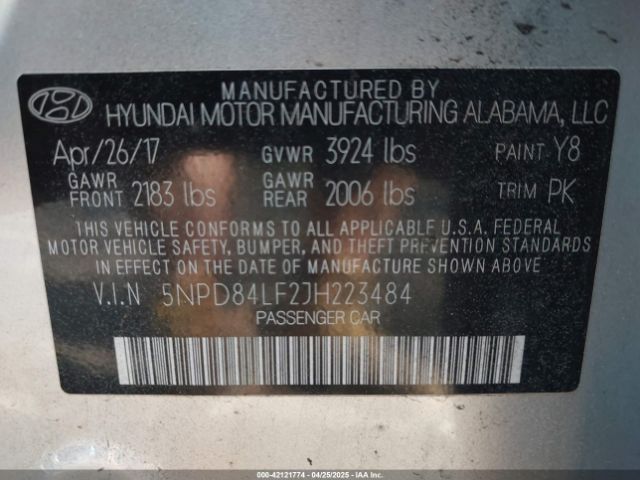 MANUFACTURED BY
HYUNDAI MOTOR MANUFACTURING ALABAMA, LLC
Apr/26/17 GVWR 3924 lbs PAINT Y8
GAWR FRONT 2183 lbs GAWR REAR 2006 lbs TRIM PK
THIS VEHICLE CONFORMS TO ALL APPLICABLE U.S.A. FEDERAL
MOTOR VEHICLE SAFETY, BUMPER, AND THEFT PREVENTION STANDARDS
IN EFFECT ON THE DATE OF MANUFACTURE SHOWN ABOVE.
V.I.N 5NPD84LF2JH223484
PASSENGER CAR
000-42121774 - 04/25/2025 - IAAI.COM